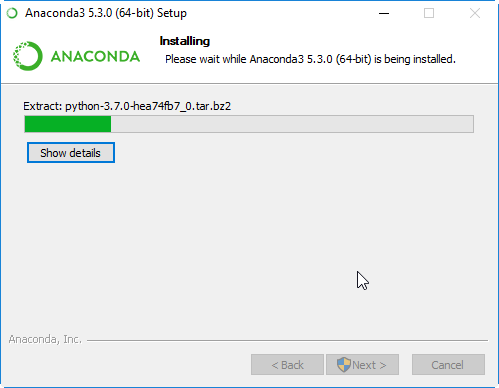 Anaconda3 5.3.0 (64-bit) Setup
ANACONDA
Installing
Please wait while Anaconda3 5.3.0 (64-bit) is being installed.
Extract: python-3.7.0-hea74fb7_0.tar.bz2
Show details
Anaconda, Inc.
< Back
Next >
Cancel